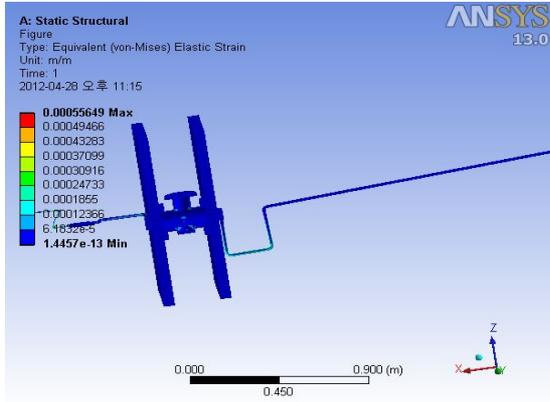 A: Static Structural
Figure
Type: Equivalent (von-Mises) Elastic Strain
Unit: m/m
Time: 1
2012-04-28 오후 11:15
ANSYS
13.0
0.00055649 Max
0.00049466
0.00043283
0.00037099
0.00030916
0.00024733
0.0001855
0.00012366
6.1832e-5
1.4457e-13 Min
0.000
0.900 (m)
0.450
Z
X
Y